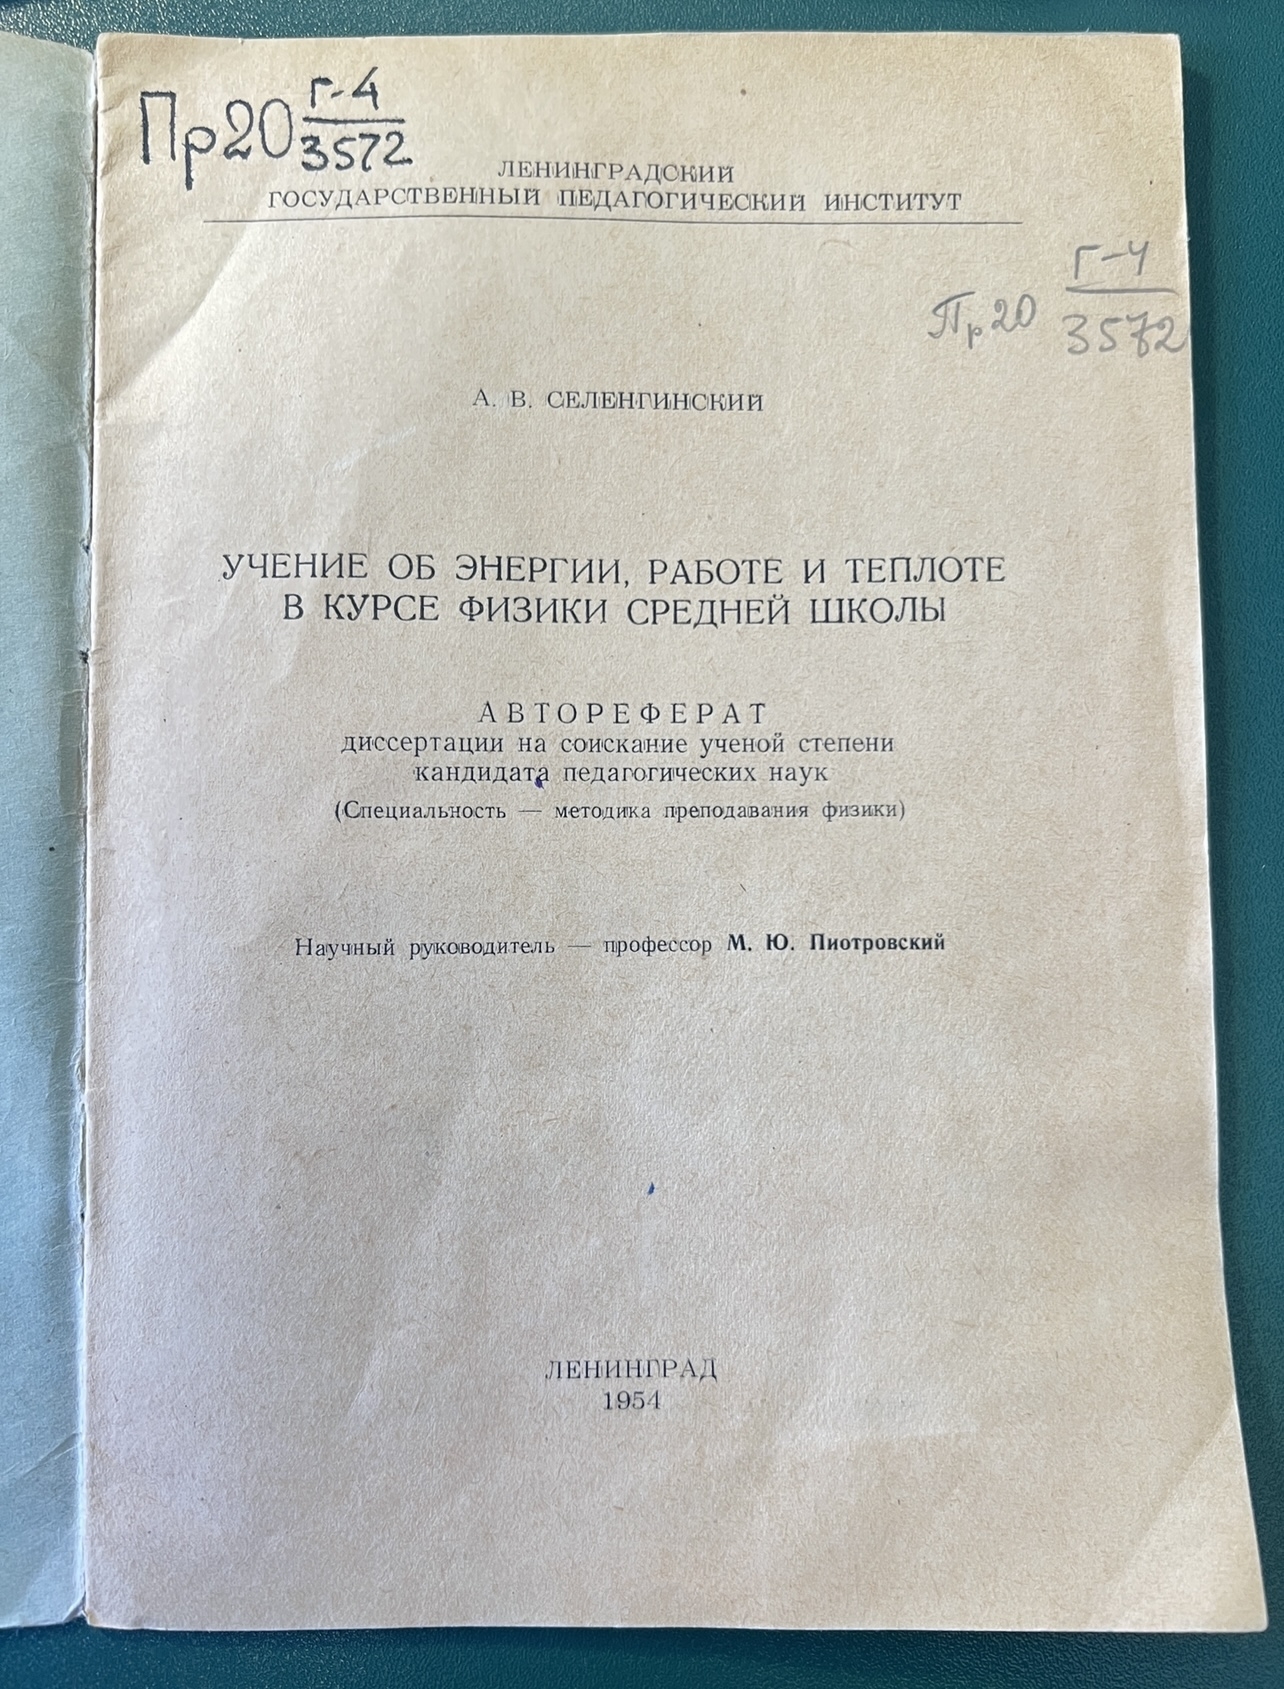 Пр20 Г-4
3572
ЛЕНИНГРАДСКИЙ
ГОСУДАРСТВЕННЫЙ ПЕДАГОГИЧЕСКИЙ ИНСТИТУТ
Пр20 Г-4
3572
А. В. СЕЛЕНГИНСКИЙ
УЧЕНИЕ ОБ ЭНЕРГИИ, РАБОТЕ И ТЕПЛОТЕ
В КУРСЕ ФИЗИКИ СРЕДНЕЙ ШКОЛЫ
АВТОРЕФЕРАТ
диссертации на соискание ученой степени
кандидата педагогических наук
(Специальность — методика преподавания физики)
Научный руководитель — профессор М. Ю. Пиотровский
ЛЕНИНГРАД
1954